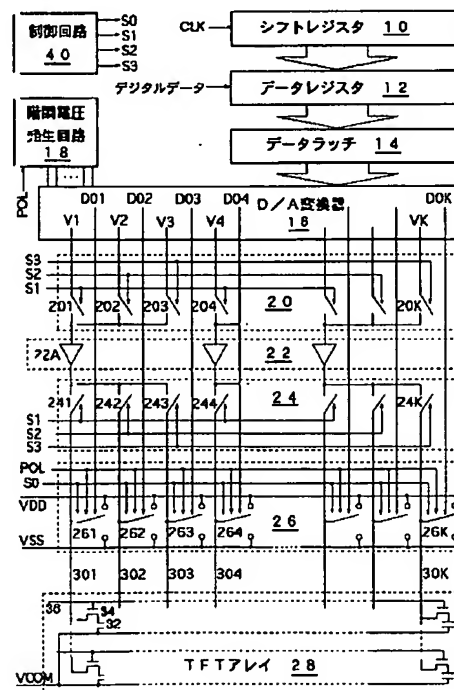 制御回路
40
S0
S1
S2
S3
CLK
シフトレジスタ 10
デジタルデータ
データレジスタ 12
データラッチ 14
階調電圧
発生回路
18
POL
D01 D02 D03 D04 D0K
D/A変換器
V1 V2 V3 V4 16 VK
S3
S2
S1
201 202 203 204 20 20K
22A 22
241 242 243 244 24 24K
S1
S2
S3
POL
S0
VDD
261 262 263 264 26 26K
VSS
301 302 303 304 30K
36
34
32
VCOM
TFTアレイ 28